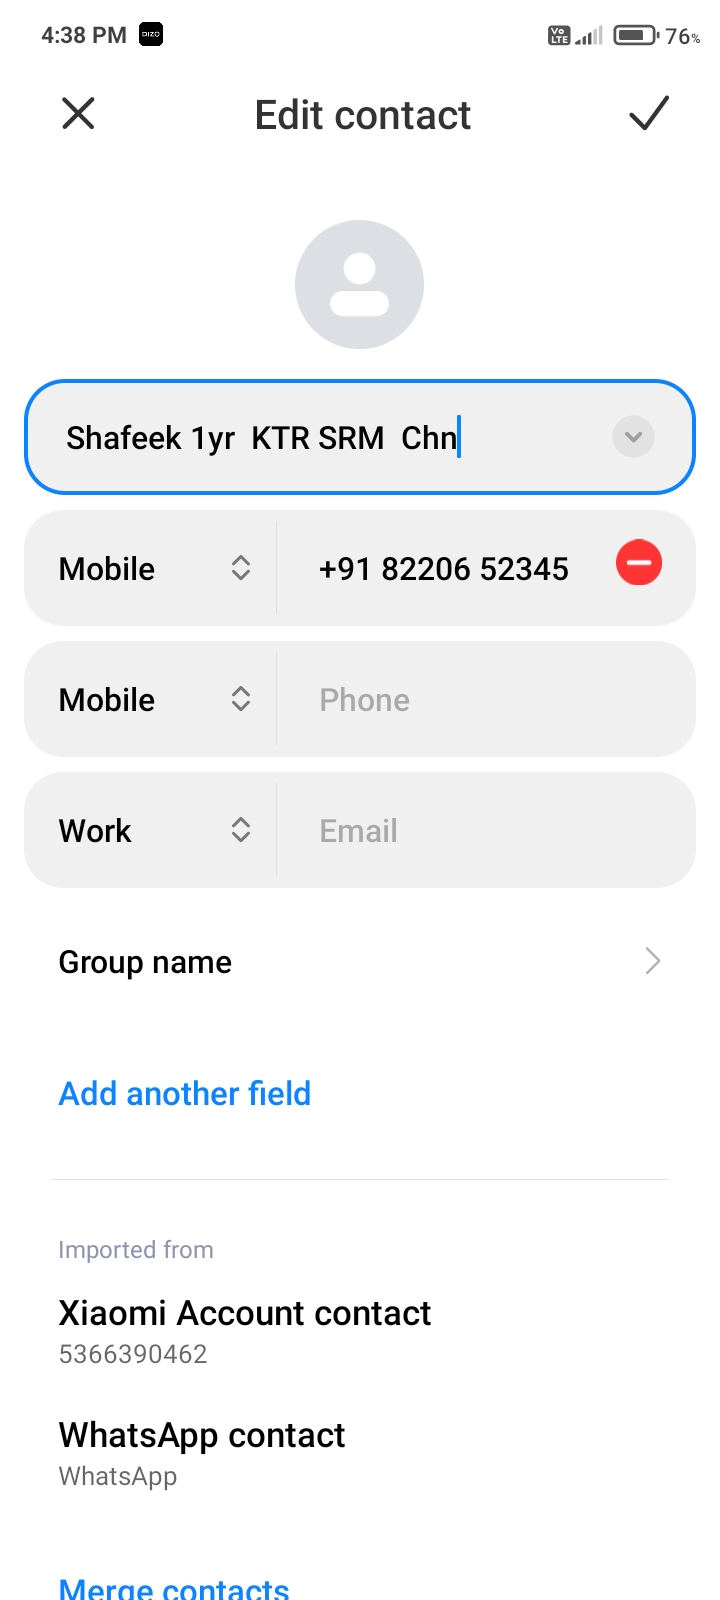 4:38 PM DIZO Vo LTE 76%
Edit contact
Shafeek 1yr  KTR SRM  Chn
Mobile +91 82206 52345
Mobile Phone
Work Email
Group name
Add another field
Imported from
Xiaomi Account contact
5366390462
WhatsApp contact
WhatsApp
Merge contacts